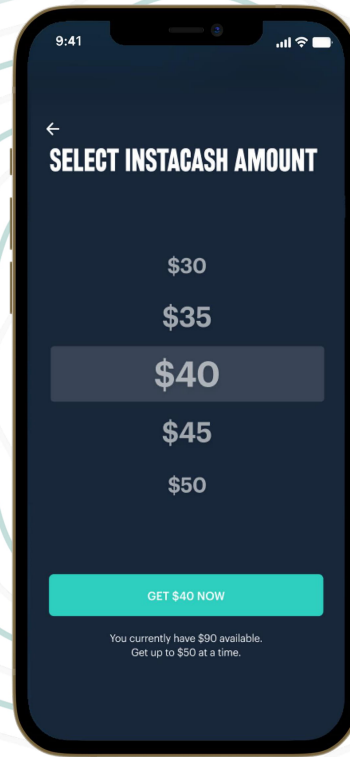 9:41
SELECT INSTACASH AMOUNT
$30
$35
$40
$45
$50
GET $40 NOW
You currently have $90 available.
Get up to $50 at a time.